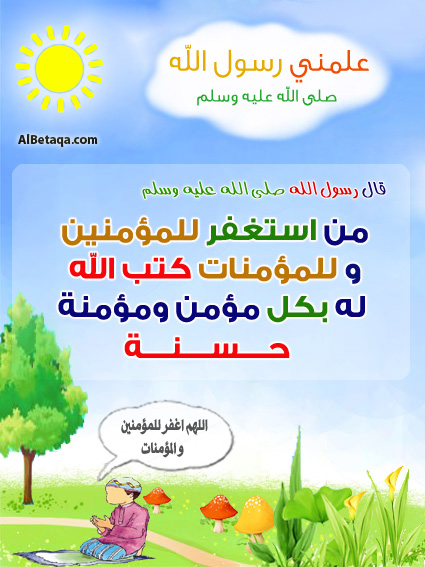 علمني رسول الله
صلى الله عليه وسلم
AlBetaqa.com
قال رسول الله صلى الله عليه وسلم
من استغفر للمؤمنين
و للمؤمنات كتب الله
له بكل مؤمن ومؤمنة
حـــســـنـــة
اللهم اغفر للمؤمنين
و المؤمنات